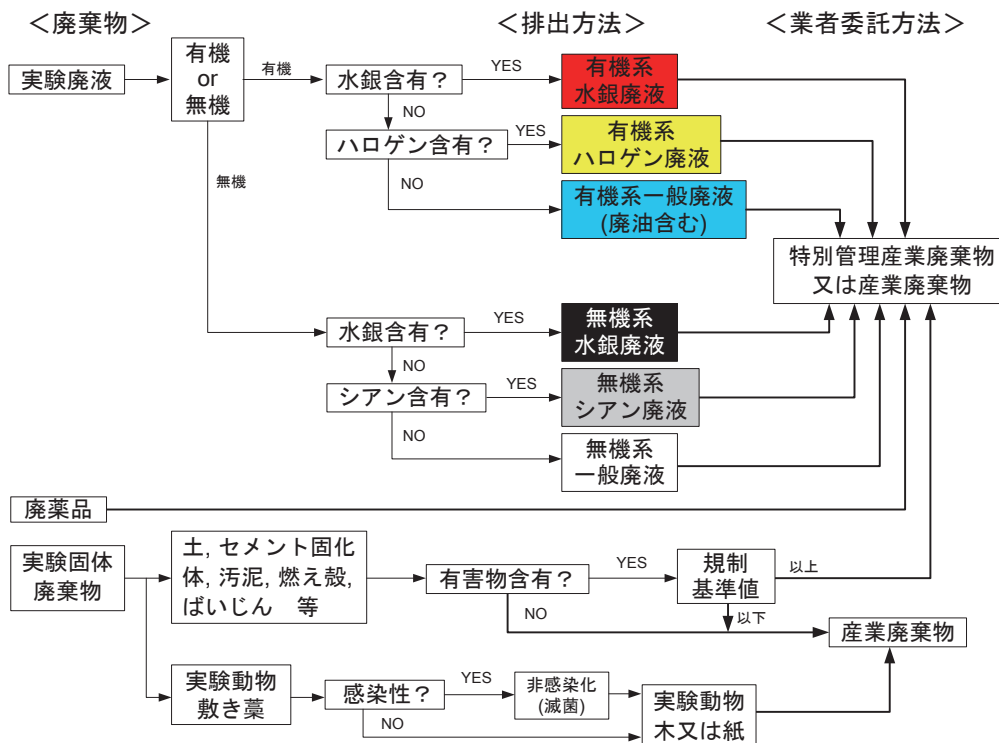 ＜廃棄物＞
＜排出方法＞
＜業者委託方法＞
実験廃液
有機
or
無機
有機
水銀含有？
YES
有機系
水銀廃液
NO
ハロゲン含有？
YES
有機系
ハロゲン廃液
無機
NO
有機系一般廃液
(廃油含む)
特別管理産業廃棄物
又は産業廃棄物
水銀含有？
YES
無機系
水銀廃液
NO
シアン含有？
YES
無機系
シアン廃液
NO
無機系
一般廃液
廃薬品
実験固体
廃棄物
土, セメント固化
体, 汚泥, 燃え殻,
ばいじん　等
有害物含有？
YES
規制
基準値
以上
NO
以下
産業廃棄物
実験動物
敷き藁
感染性？
YES
非感染化
(滅菌)
NO
実験動物
木又は紙